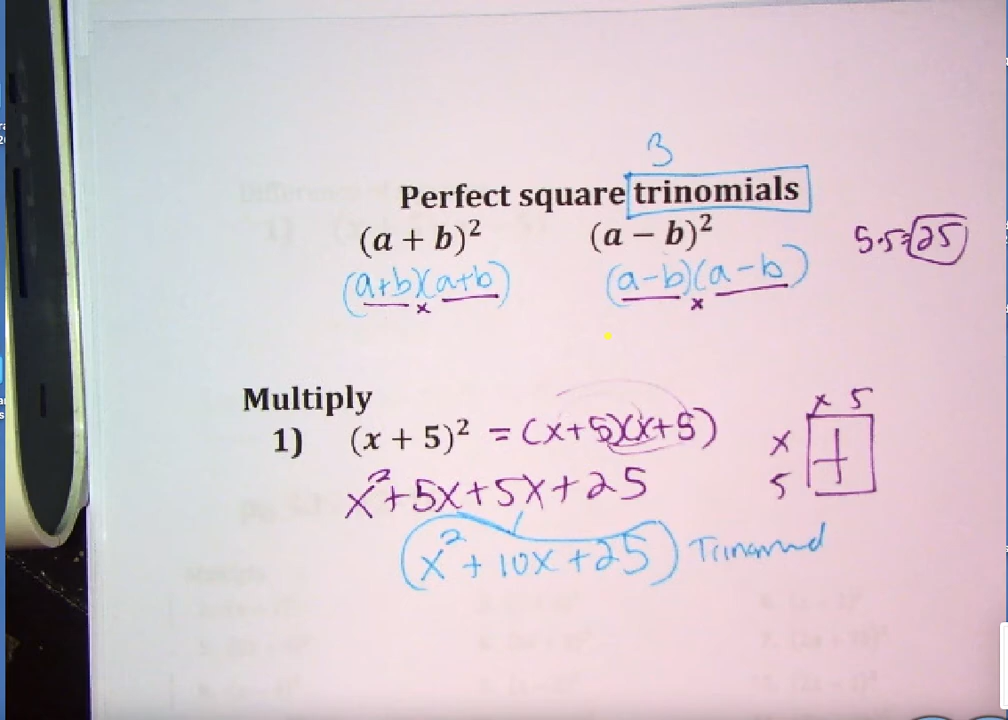 3
Perfect square trinomials
(a + b)² (a − b)² 5·5=25
(a+b)(a+b) (a−b)(a−b)
x x
Multiply
1) (x + 5)² = (x+5)(x+5)
x 5
x
5
x²+5x+5x+25
x²+10x+25